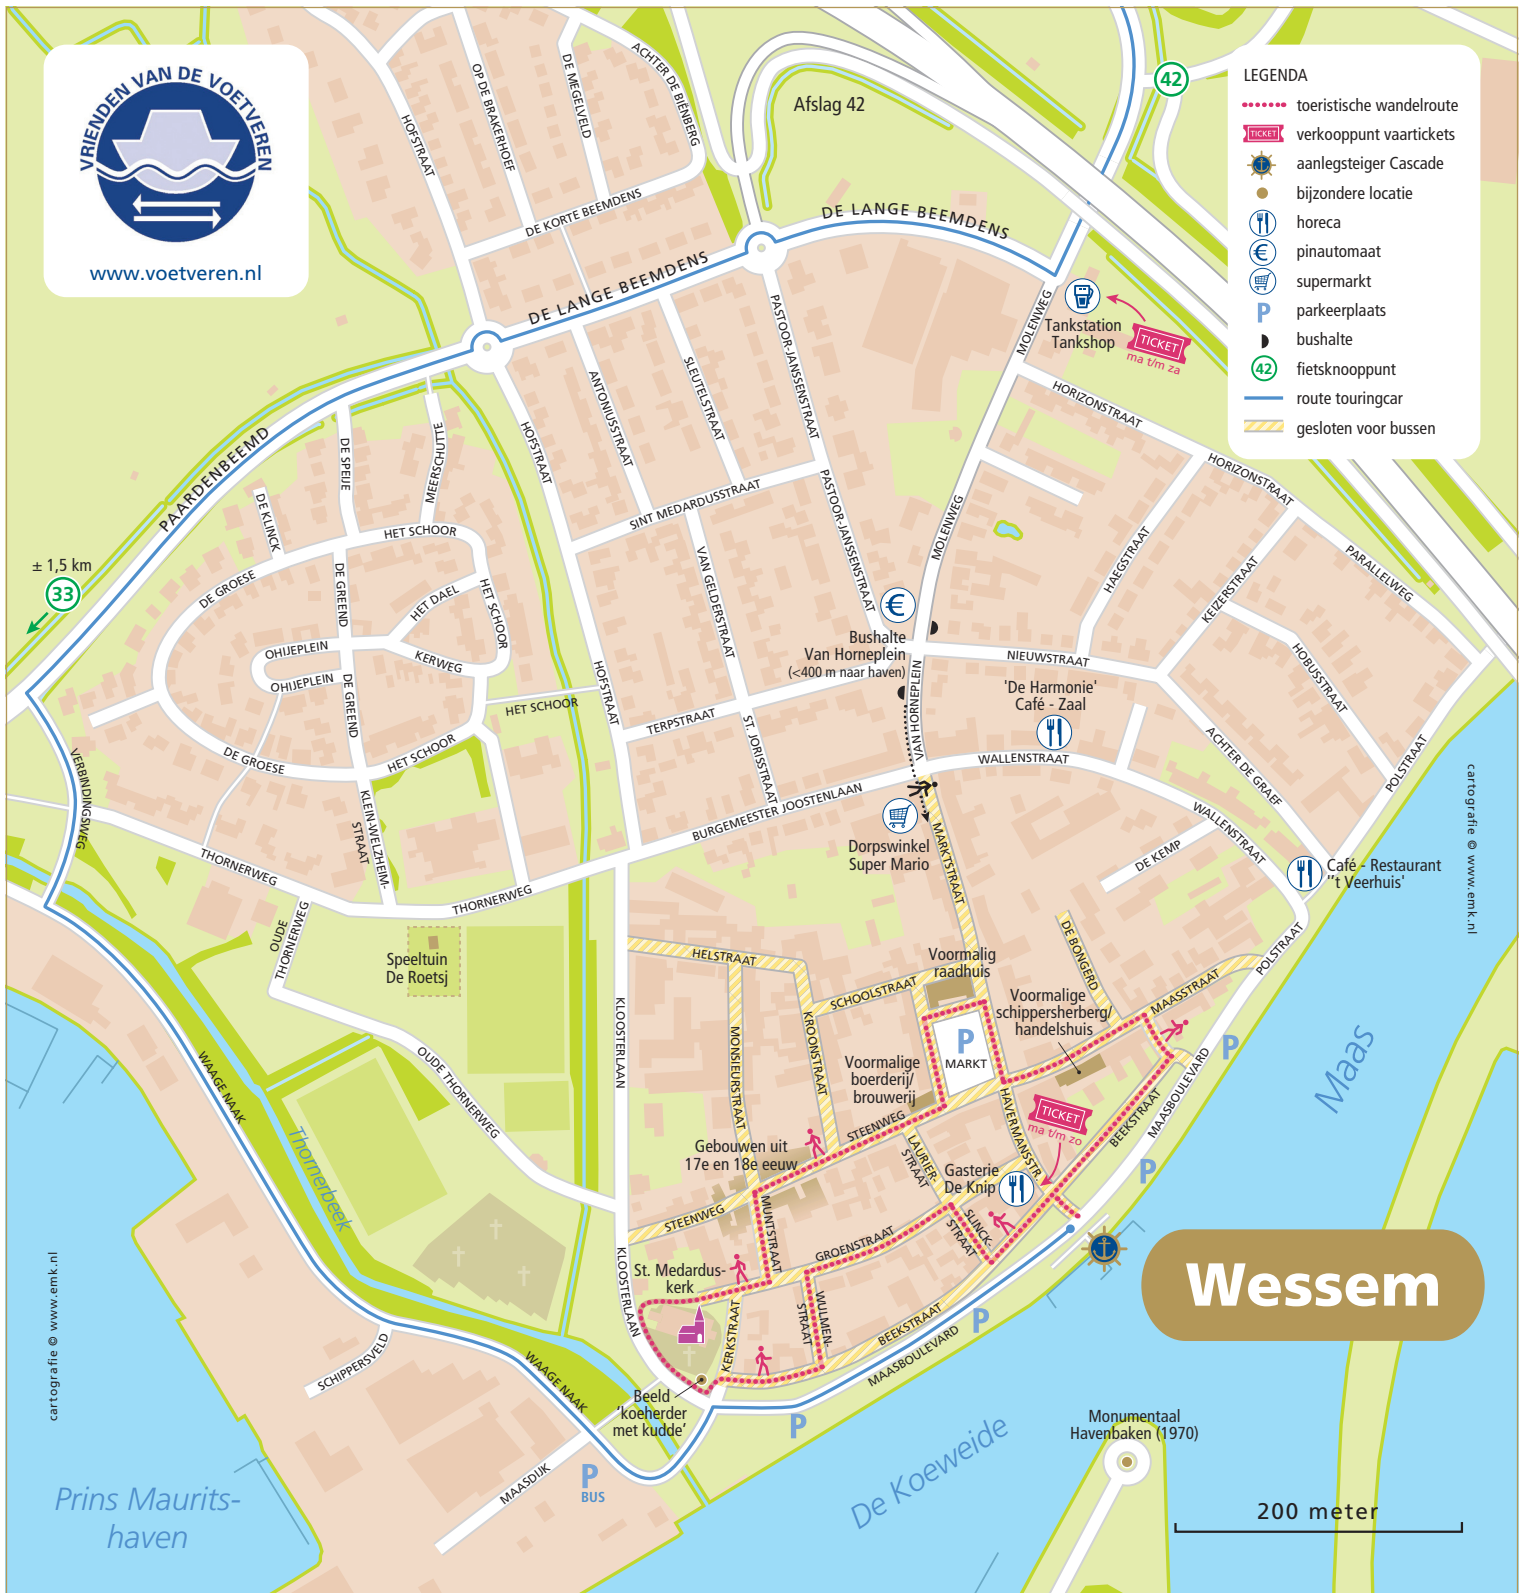 VRIENDEN VAN DE VOETVEREN
www.voetveren.nl
Afslag 42
42
LEGENDA
toeristische wandelroute
TICKET
verkooppunt vaartickets
aanlegsteiger Cascade
bijzondere locatie
horeca
€
pinautomaat
supermarkt
P
parkeerplaats
bushalte
42
fietsknooppunt
route touringcar
gesloten voor bussen
HOFSTRAAT
OP DE BRAKERHOEF
DE MEGELVELD
ACHTER DE BIËNBERG
DE KORTE BEEMDENS
DE LANGE BEEMDENS
DE LANGE BEEMDENS
MOLENWEG
Tankstation
Tankshop
TICKET
ma t/m za
PASTOOR-JANSSENSTRAAT
SLEUTELSTRAAT
ANTONIUSSTRAAT
HOFSTRAAT
HORIZONSTRAAT
HORIZONSTRAAT
PAARDENBEEMD
DE SPEIJE
MEERSCHUTTE
DE KLINCK
HET SCHOOR
SINT MEDARDUSSTRAAT
PASTOOR-JANSSENSTRAAT
MOLENWEG
HAEGSTRAAT
KEIZERSTRAAT
PARALLELWEG
HOBUSSTRAAT
± 1,5 km
33
DE GROESE
DE GREEND
HET DAEL
HET SCHOOR
VAN GELDERSTRAAT
€
Bushalte
Van Horneplein
(<400 m naar haven)
NIEUWSTRAAT
OHIJEPLEIN
OHIJEPLEIN
KERWEG
DE GREEND
HET SCHOOR
HOFSTRAAT
TERPSTRAAT
ST. JORISSTRAAT
VAN HORNEPLEIN
'De Harmonie'
Café - Zaal
WALLENSTRAAT
ACHTER DE GRAEF
POLSTRAAT
DE GROESE
HET SCHOOR
VERBINDINGSWEG
KLEIN-WELZHEIM-
STRAAT
BURGEMEESTER JOOSTENLAAN
Dorpswinkel
Super Mario
MARKTSTRAAT
WALLENSTRAAT
DE KEMP
Café - Restaurant
''t Veerhuis'
cartografie © www.emk.nl
THORNERWEG
THORNERWEG
OUDE
THORNERWEG
Speeltuin
De Roetsj
HELSTRAAT
SCHOOLSTRAAT
Voormalig
raadhuis
DE BONGERD
POLSTRAAT
MAASSTRAAT
Voormalige
schippersherberg/
handelshuis
P
MARKT
KLOOSTERLAAN
MONSIEURSTRAAT
KROONSTRAAT
Voormalige
boerderij/
brouwerij
HAVERMANSSTR.
TICKET
ma t/m zo
BEEKSTRAAT
MAASBOULEVARD
P
P
Maas
WAAGE NAAK
OUDE THORNERWEG
Thornerbeek
Gebouwen uit
17e en 18e eeuw
STEENWEG
LAURIER-
STRAAT
Gasterie
De Knip
STEENWEG
MUNTSTRAAT
GROENSTRAAT
SLINCK-
STRAAT
St. Medardus-
kerk
KLOOSTERLAAN
KERKSTRAAT
WULMEN-
STRAAT
BEEKSTRAAT
MAASBOULEVARD
P
Wessem
cartografie © www.emk.nl
SCHIPPERSVELD
WAAGE NAAK
Beeld
'koeherder
met kudde'
P
Monumentaal
Havenbaken (1970)
De Koeweide
MAASDIJK
P
BUS
Prins Maurits-
haven
200 meter